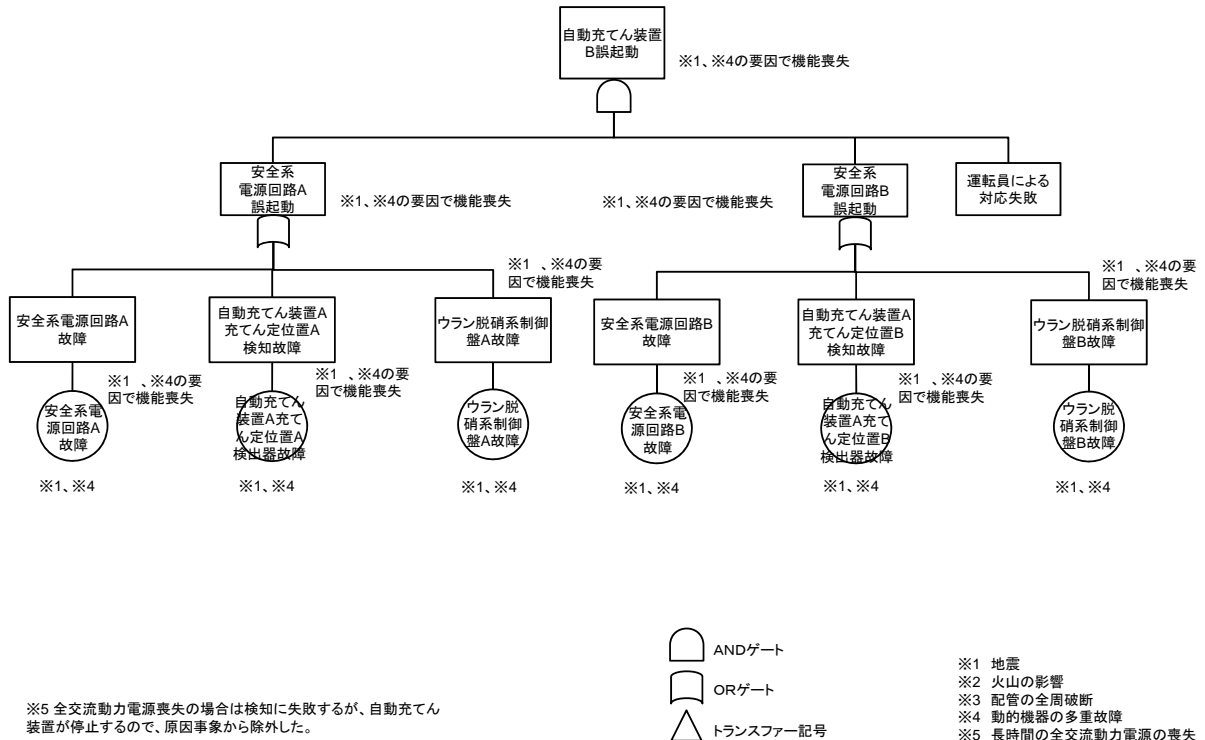 自動充てん装置
B誤起動
※1、※4の要因で機能喪失
安全系
電源回路A
誤起動
※1、※4の要因で機能喪失
※1、※4の要因で機能喪失
安全系
電源回路B
誤起動
運転員による
対応失敗
※1 、※4の要
因で機能喪失
※1 、※4の要
因で機能喪失
安全系電源回路A
故障
自動充てん装置A
充てん定位置A
検知故障
ウラン脱硝系制御
盤A故障
安全系電源回路B
故障
自動充てん装置A
充てん定位置B
検知故障
ウラン脱硝系制御
盤B故障
※1 、※4の要
因で機能喪失
※1 、※4の要
因で機能喪失
※1 、※4の要
因で機能喪失
※1 、※4の要
因で機能喪失
安全系電
源回路A
故障
自動充てん
装置A充て
ん定位置A
検出器故障
ウラン脱
硝系制御
盤A故障
安全系電
源回路B
故障
自動充てん
装置A充て
ん定位置B
検出器故障
ウラン脱
硝系制御
盤B故障
※1、※4
※1、※4
※1、※4
※1、※4
※1、※4
※1、※4
※5 全交流動力電源喪失の場合は検知に失敗するが、自動充てん
装置が停止するので、原因事象から除外した。
ANDゲート
ORゲート
トランスファー記号
※1 地震
※2 火山の影響
※3 配管の全周破断
※4 動的機器の多重故障
※5 長時間の全交流動力電源の喪失